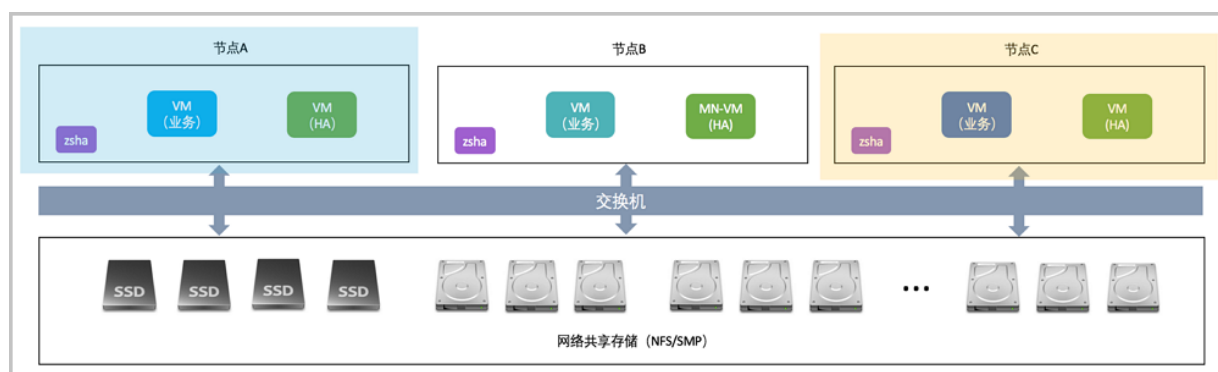 节点A
节点B
节点C
VM
(业务)
VM
(HA)
zsha
VM
(业务)
MN-VM
(HA)
zsha
VM
(业务)
VM
(HA)
zsha
交换机
SSD
SSD
SSD
SSD
...
网络共享存储（NFS/SMP）